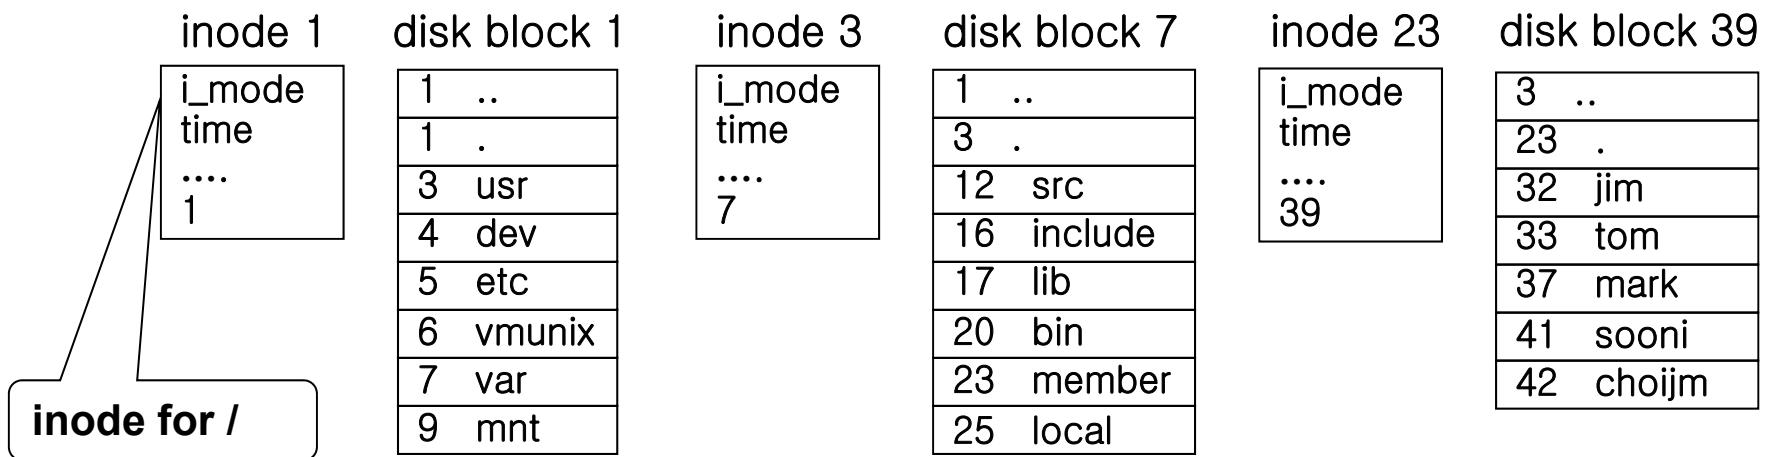 inode 1
i_mode
time
....
1
inode for /
disk block 1
1 ..
1 .
3 usr
4 dev
5 etc
6 vmunix
7 var
9 mnt
inode 3
i_mode
time
....
7
disk block 7
1 ..
3 .
12 src
16 include
17 lib
20 bin
23 member
25 local
inode 23
i_mode
time
....
39
disk block 39
3 ..
23 .
32 jim
33 tom
37 mark
41 sooni
42 choijm